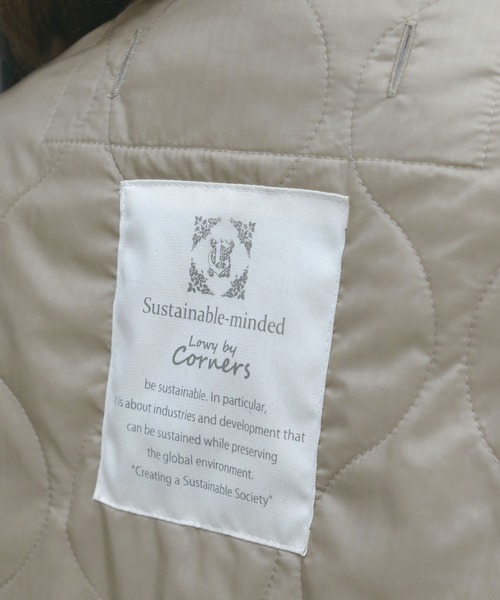 C
Sustainable-minded
Lowy by
Corners
be sustainable. In particular,
is about industries and development that
can be sustained while preserving
the global environment.
"Creating a Sustainable Society"